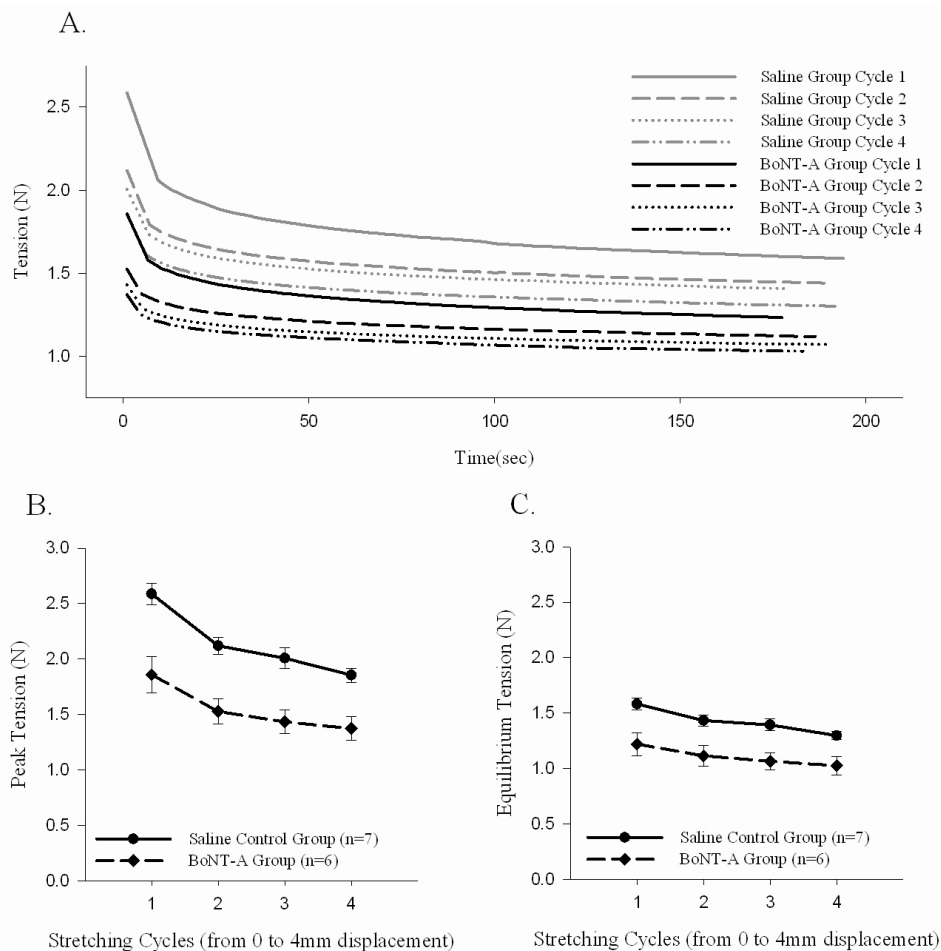 A.
Tension (N)
2.5
2.0
1.5
1.0
0
50
100
150
200
Time(sec)
Saline Group Cycle 1
Saline Group Cycle 2
Saline Group Cycle 3
Saline Group Cycle 4
BoNT-A Group Cycle 1
BoNT-A Group Cycle 2
BoNT-A Group Cycle 3
BoNT-A Group Cycle 4
B.
Peak Tension (N)
3.0
2.5
2.0
1.5
1.0
0.5
0.0
Saline Control Group (n=7)
BoNT-A Group (n=6)
1
2
3
4
Stretching Cycles (from 0 to 4mm displacement)
C.
Equilibrium Tension (N)
3.0
2.5
2.0
1.5
1.0
0.5
0.0
Saline Control Group (n=7)
BoNT-A Group (n=6)
1
2
3
4
Stretching Cycles (from 0 to 4mm displacement)